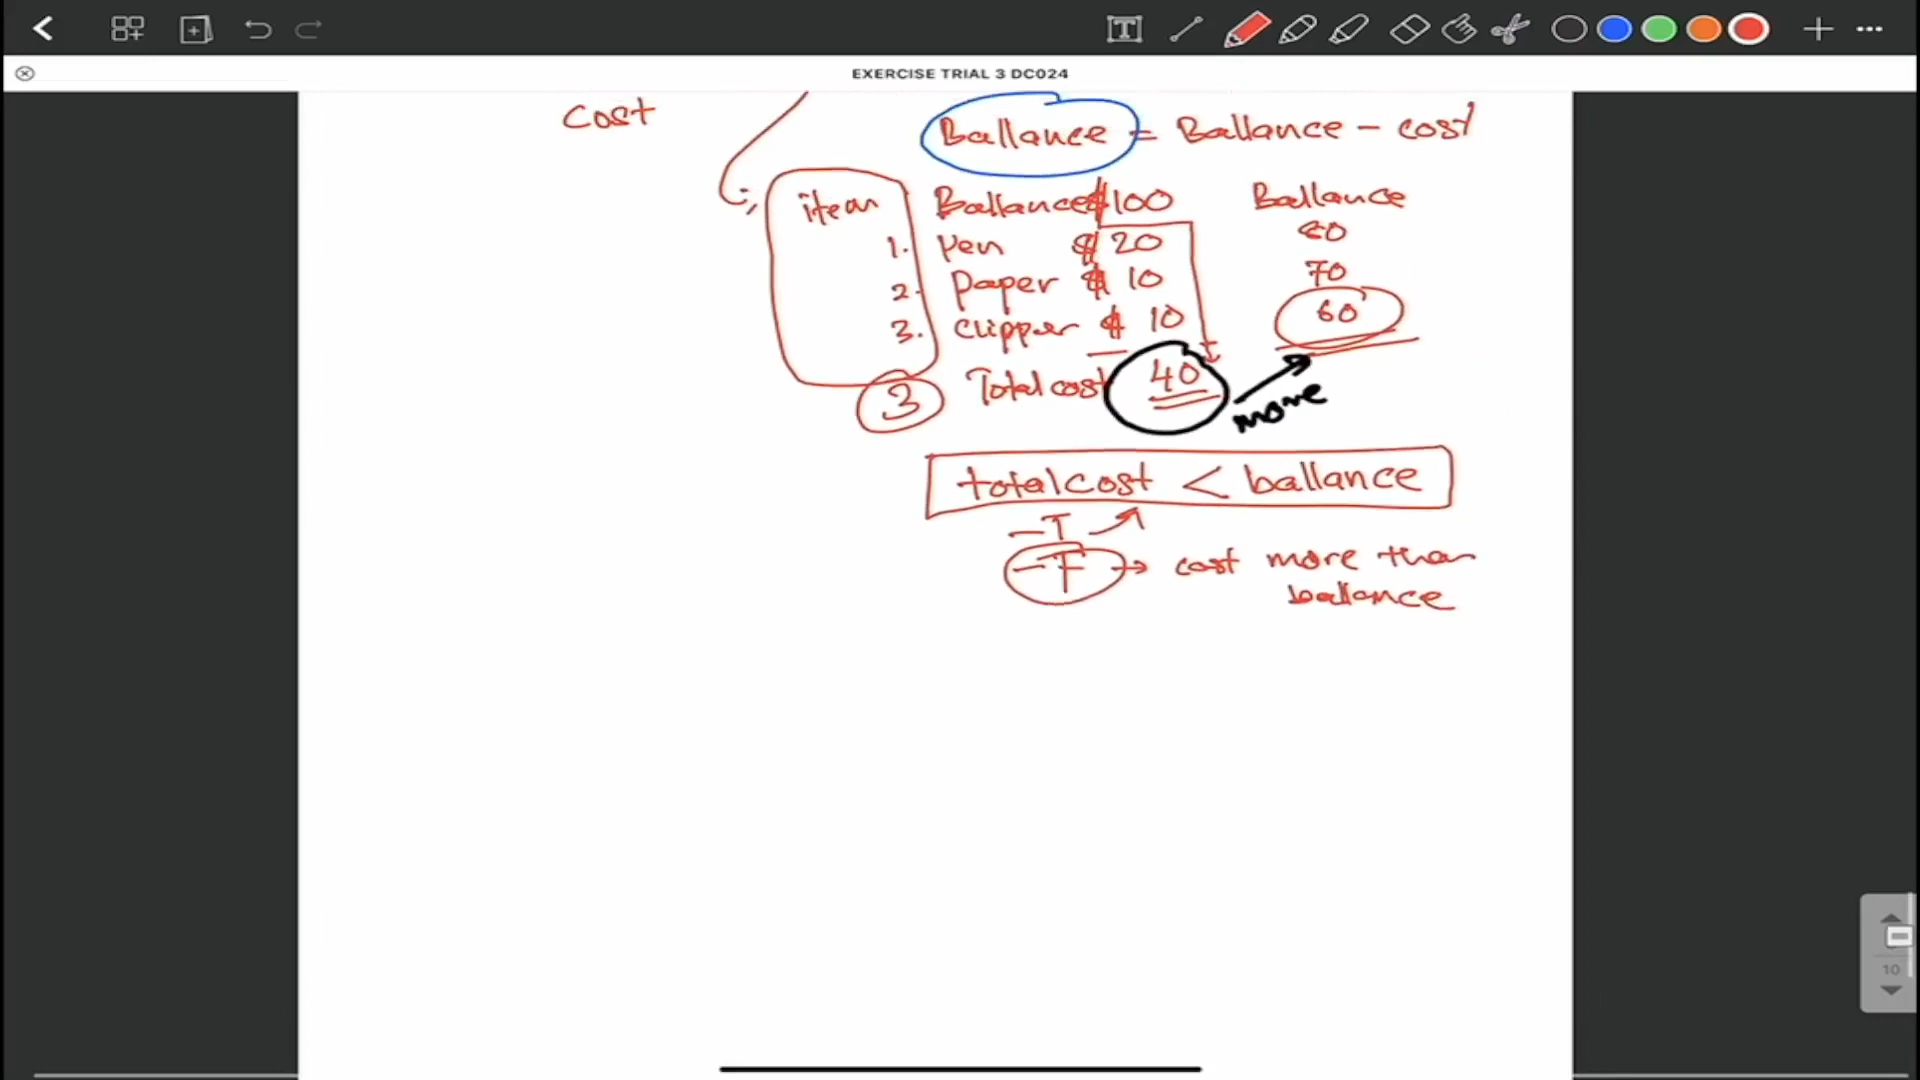 EXERCISE TRIAL 3 DC024
cost
Ballance = Ballance - cost
item Ballance $100 Ballance
1. Pen $ 20 80
2. paper $ 10 70
3. clipper $ 10 60
3 Total cost 40
more
totalcost < ballance
- T
- F → cost more than
ballance
10